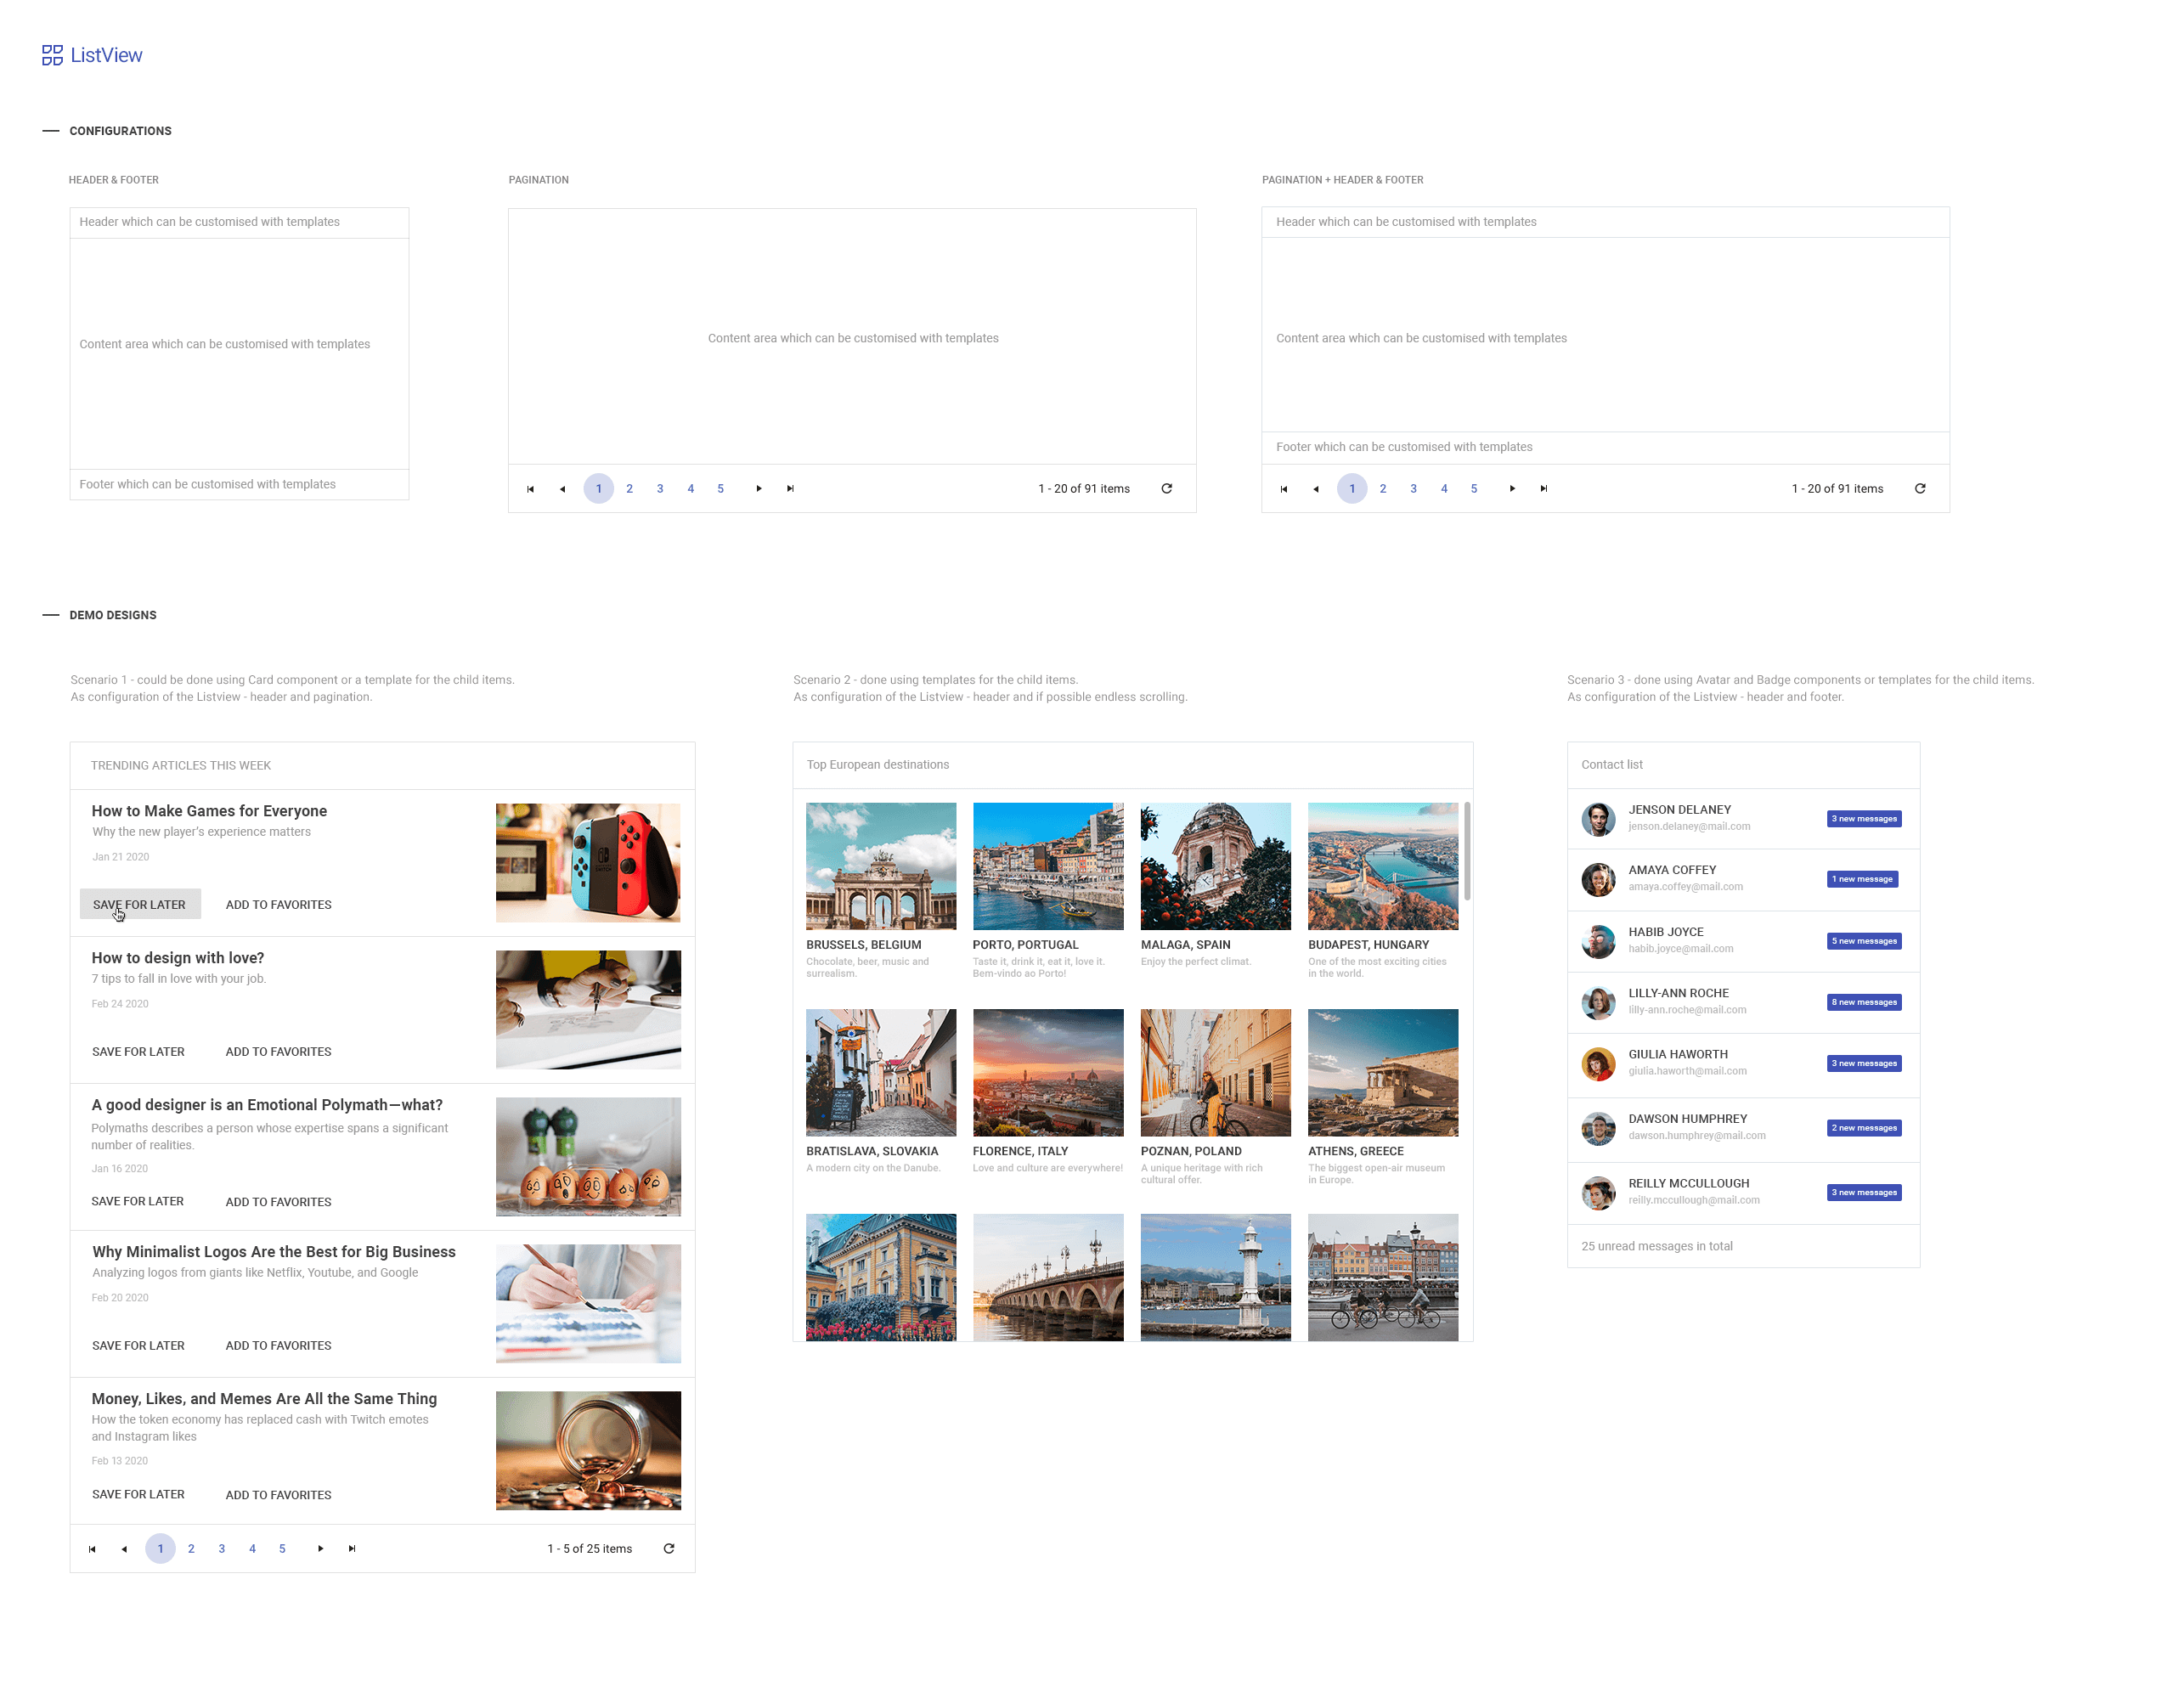 ListView
CONFIGURATIONS
HEADER & FOOTER
Header which can be customised with templates
Content area which can be customised with templates
Footer which can be customised with templates
PAGINATION
Content area which can be customised with templates
1 2 3 4 5 1 - 20 of 91 items
PAGINATION + HEADER & FOOTER
Header which can be customised with templates
Content area which can be customised with templates
Footer which can be customised with templates
1 2 3 4 5 1 - 20 of 91 items
DEMO DESIGNS
Scenario 1 - could be done using Card component or a template for the child items.
As configuration of the Listview - header and pagination.
TRENDING ARTICLES THIS WEEK
How to Make Games for Everyone
Why the new player's experience matters
Jan 21 2020
SAVE FOR LATER ADD TO FAVORITES
How to design with love?
7 tips to fall in love with your job.
Feb 24 2020
SAVE FOR LATER ADD TO FAVORITES
A good designer is an Emotional Polymath—what?
Polymaths describes a person whose expertise spans a significant
number of realities.
Jan 16 2020
SAVE FOR LATER ADD TO FAVORITES
Why Minimalist Logos Are the Best for Big Business
Analyzing logos from giants like Netflix, Youtube, and Google
Feb 20 2020
SAVE FOR LATER ADD TO FAVORITES
Money, Likes, and Memes Are All the Same Thing
How the token economy has replaced cash with Twitch emotes
and Instagram likes
Feb 13 2020
SAVE FOR LATER ADD TO FAVORITES
1 2 3 4 5 1 - 5 of 25 items
Scenario 2 - done using templates for the child items.
As configuration of the Listview - header and if possible endless scrolling.
Top European destinations
BRUSSELS, BELGIUM
Chocolate, beer, music and
surrealism.
PORTO, PORTUGAL
Taste it, drink it, eat it, love it.
Bem-vindo ao Porto!
MALAGA, SPAIN
Enjoy the perfect climat.
BUDAPEST, HUNGARY
One of the most exciting cities
in the world.
BRATISLAVA, SLOVAKIA
A modern city on the Danube.
FLORENCE, ITALY
Love and culture are everywhere!
POZNAN, POLAND
A unique heritage with rich
cultural offer.
ATHENS, GREECE
The biggest open-air museum
in Europe.
Scenario 3 - done using Avatar and Badge components or templates for the child items.
As configuration of the Listview - header and footer.
Contact list
JENSON DELANEY
jenson.delaney@mail.com
3 new messages
AMAYA COFFEY
amaya.coffey@mail.com
1 new message
HABIB JOYCE
habib.joyce@mail.com
5 new messages
LILLY-ANN ROCHE
lilly-ann.roche@mail.com
8 new messages
GIULIA HAWORTH
giulia.haworth@mail.com
3 new messages
DAWSON HUMPHREY
dawson.humphrey@mail.com
2 new messages
REILLY MCCULLOUGH
reilly.mccullough@mail.com
3 new messages
25 unread messages in total